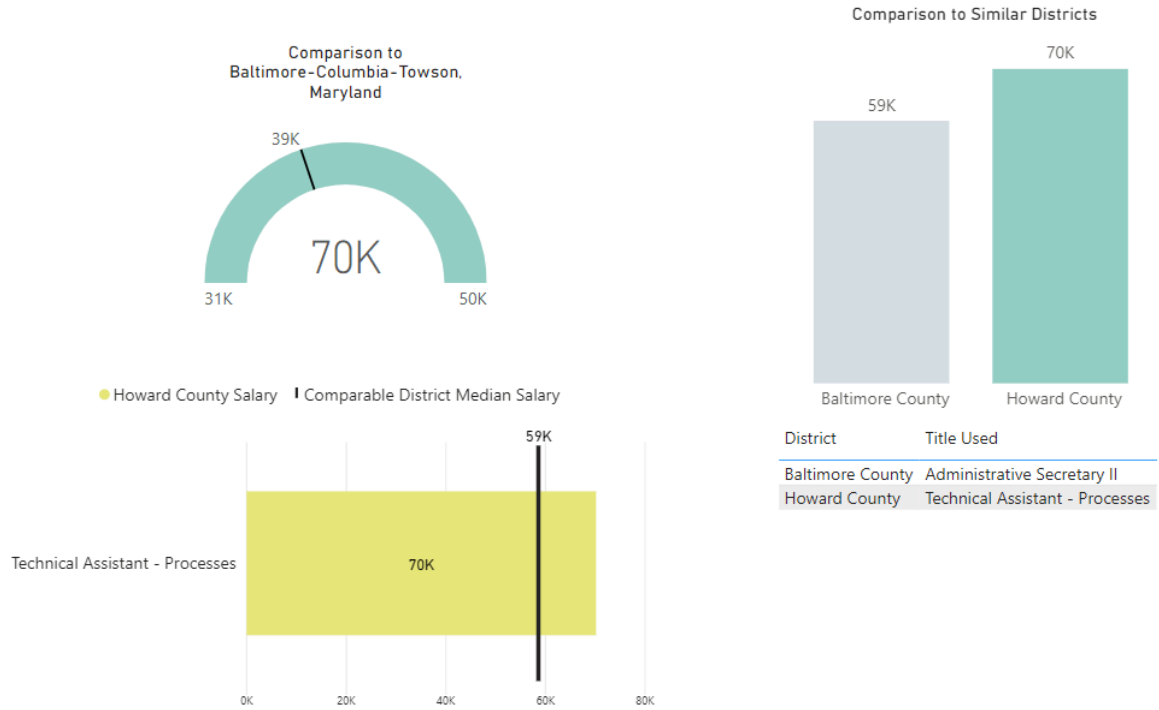 Comparison to
Baltimore-Columbia-Towson,
Maryland
39K
70K
31K
50K
Comparison to Similar Districts
70K
59K
Baltimore County
Howard County
District Title Used
Baltimore County Administrative Secretary II
Howard County Technical Assistant - Processes
Howard County Salary Comparable District Median Salary
59K
Technical Assistant - Processes
70K
0K 20K 40K 60K 80K